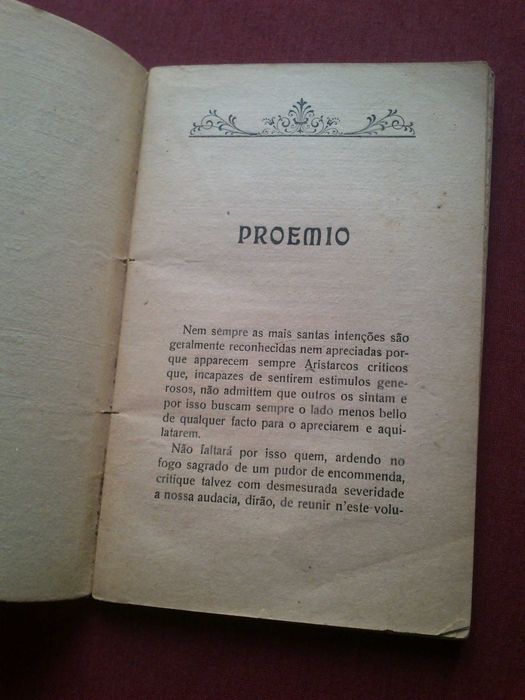 PROEMIO
Nem sempre as mais santas intenções são
geralmente reconhecidas nem apreciadas por-
que apparecem sempre Aristarcos criticos
que, incapazes de sentirem estimulos gene-
rosos, não admittem que outros os sintam e
por isso buscam sempre o lado menos bello
de qualquer facto para o apreciarem e aqui-
latarem.
Não faltará por isso quem, ardendo no
fogo sagrado de um pudor de encommenda,
critique talvez com desmesurada severidade
a nossa audacia, dirão, de reunir n'este volu-